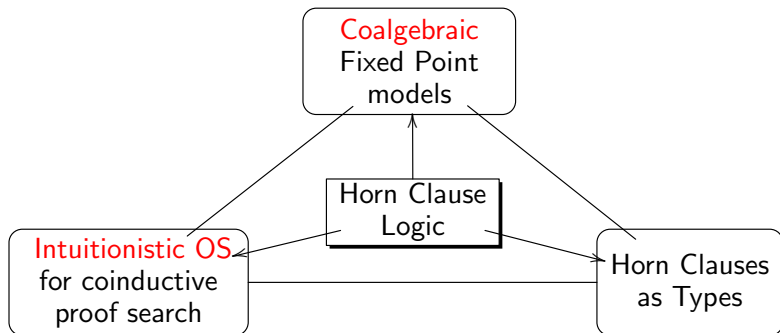 Coalgebraic
Fixed Point
models
Horn Clause
Logic
Intuitionistic OS
for coinductive
proof search
Horn Clauses
as Types